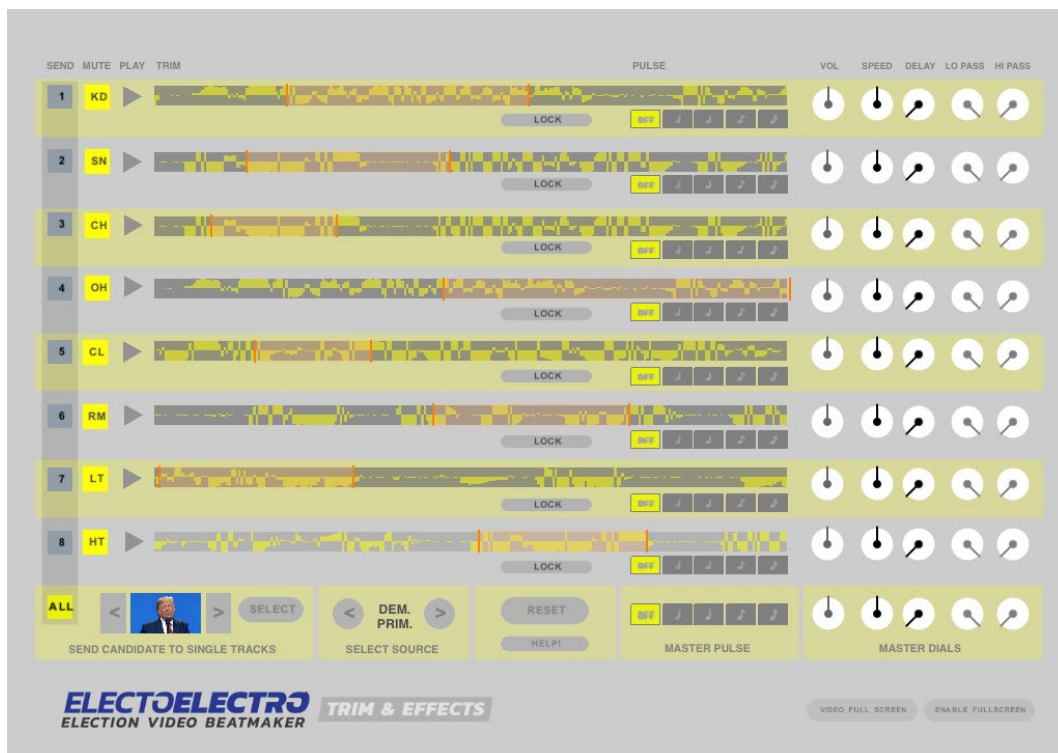 SEND MUTE PLAY TRIM PULSE VOL SPEED DELAY LO PASS HI PASS
1 KD
LOCK OFF
2 SN
LOCK OFF
3 CH
LOCK OFF
4 OH
LOCK OFF
5 CL
LOCK OFF
6 RM
LOCK OFF
7 LT
LOCK OFF
8 HT
LOCK OFF
ALL < > SELECT < DEM. > RESET OFF
PRIM.
HELP!
SEND CANDIDATE TO SINGLE TRACKS SELECT SOURCE MASTER PULSE MASTER DIALS
ELECTOELECTRO TRIM & EFFECTS VIDEO FULL SCREEN ENABLE FULLSCREEN
ELECTION VIDEO BEATMAKER